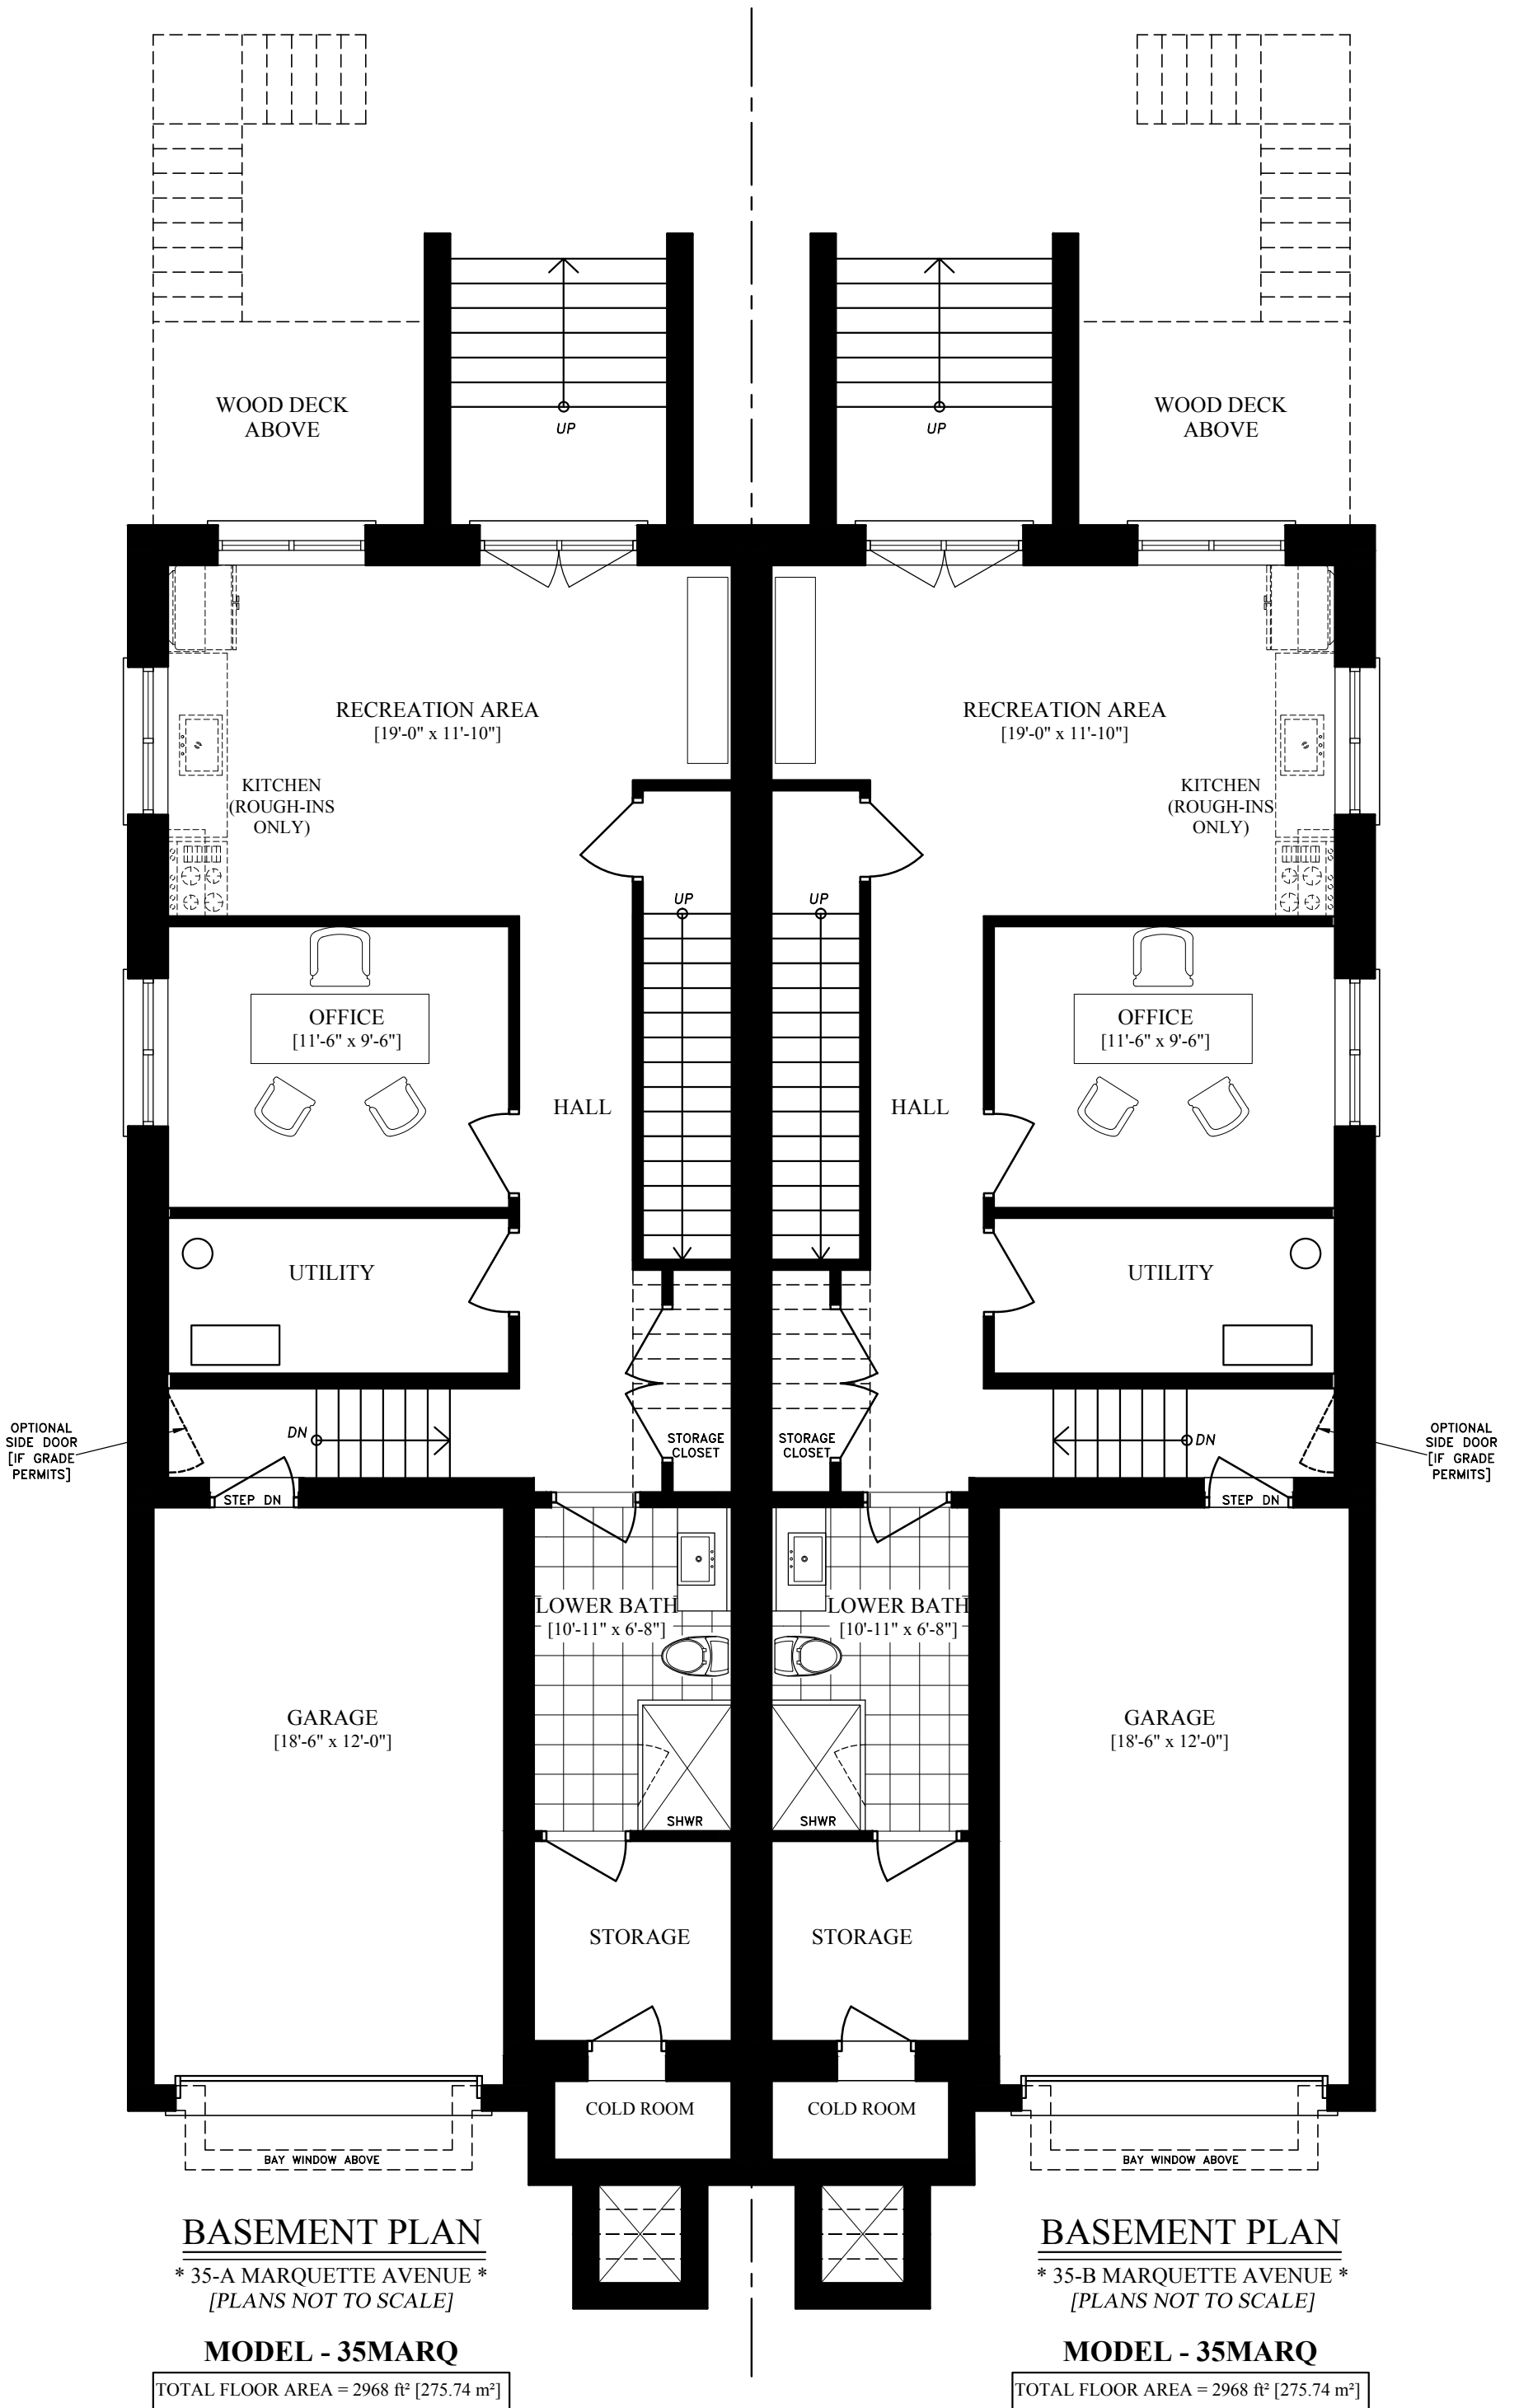 WOOD DECK
ABOVE
UP
UP
WOOD DECK
ABOVE
RECREATION AREA
[19'-0" x 11'-10"]
KITCHEN
(ROUGH-INS
ONLY)
RECREATION AREA
[19'-0" x 11'-10"]
KITCHEN
(ROUGH-INS
ONLY)
UP
UP
OFFICE
[11'-6" x 9'-6"]
HALL
HALL
OFFICE
[11'-6" x 9'-6"]
UTILITY
UTILITY
OPTIONAL
SIDE DOOR
[IF GRADE
PERMITS]
DN
STEP DN
STORAGE
CLOSET
STORAGE
CLOSET
DN
STEP DN
OPTIONAL
SIDE DOOR
[IF GRADE
PERMITS]
LOWER BATH
[10'-11" x 6'-8"]
LOWER BATH
[10'-11" x 6'-8"]
GARAGE
[18'-6" x 12'-0"]
GARAGE
[18'-6" x 12'-0"]
SHWR
SHWR
STORAGE
STORAGE
COLD ROOM
COLD ROOM
BAY WINDOW ABOVE
BAY WINDOW ABOVE
BASEMENT PLAN
* 35-A MARQUETTE AVENUE *
[PLANS NOT TO SCALE]
MODEL - 35MARQ
TOTAL FLOOR AREA = 2968 ft² [275.74 m²]
BASEMENT PLAN
* 35-B MARQUETTE AVENUE *
[PLANS NOT TO SCALE]
MODEL - 35MARQ
TOTAL FLOOR AREA = 2968 ft² [275.74 m²]